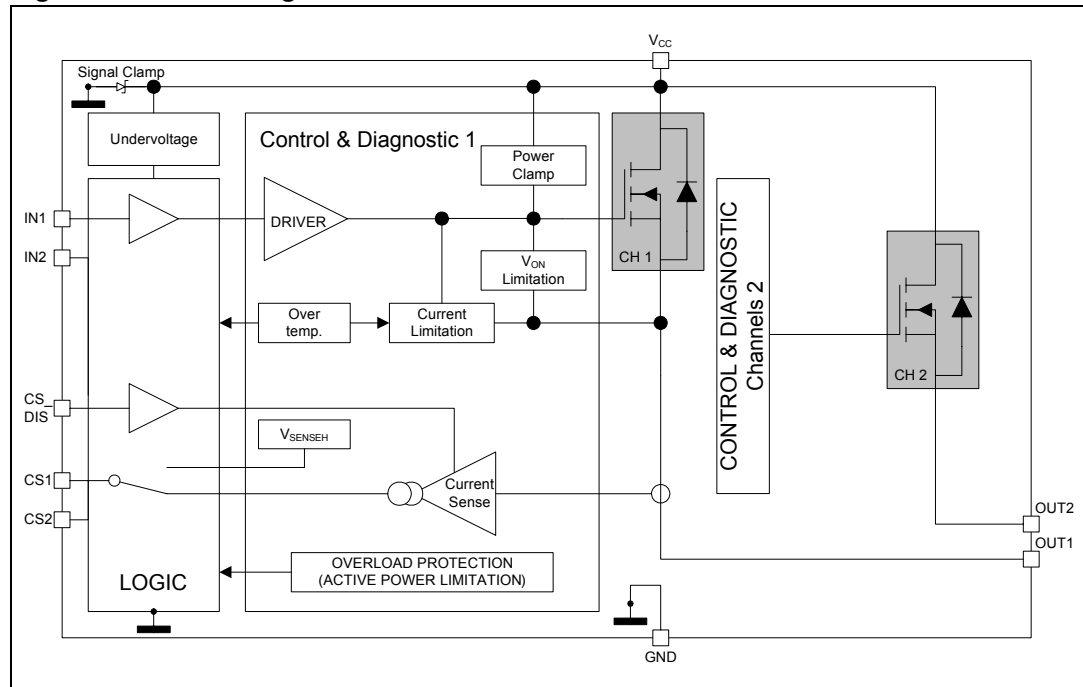 VCC
Signal Clamp
Undervoltage
Control & Diagnostic 1
Power
Clamp
IN1
DRIVER
IN2
VON
Limitation
CH 1
Over
temp.
Current
Limitation
CONTROL & DIAGNOSTIC
Channels 2
CH 2
CS_
DIS
VSENSEH
CS1
Current
Sense
CS2
OUT2
OUT1
OVERLOAD PROTECTION
(ACTIVE POWER LIMITATION)
LOGIC
GND